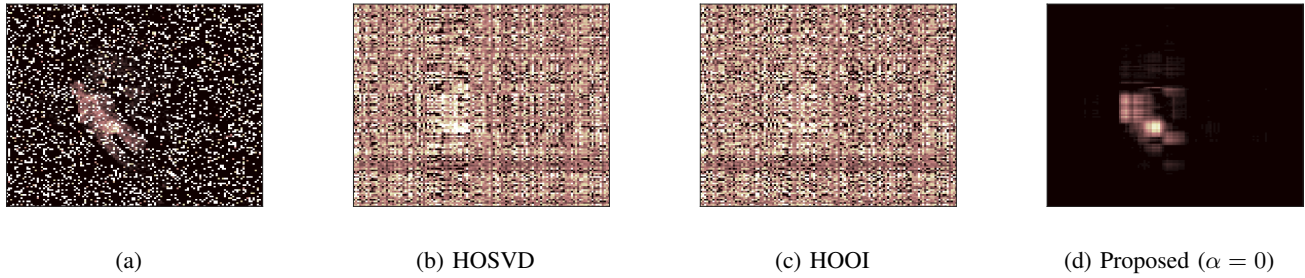 (a)
(b) HOSVD
(c) HOOI
(d) Proposed (α = 0)